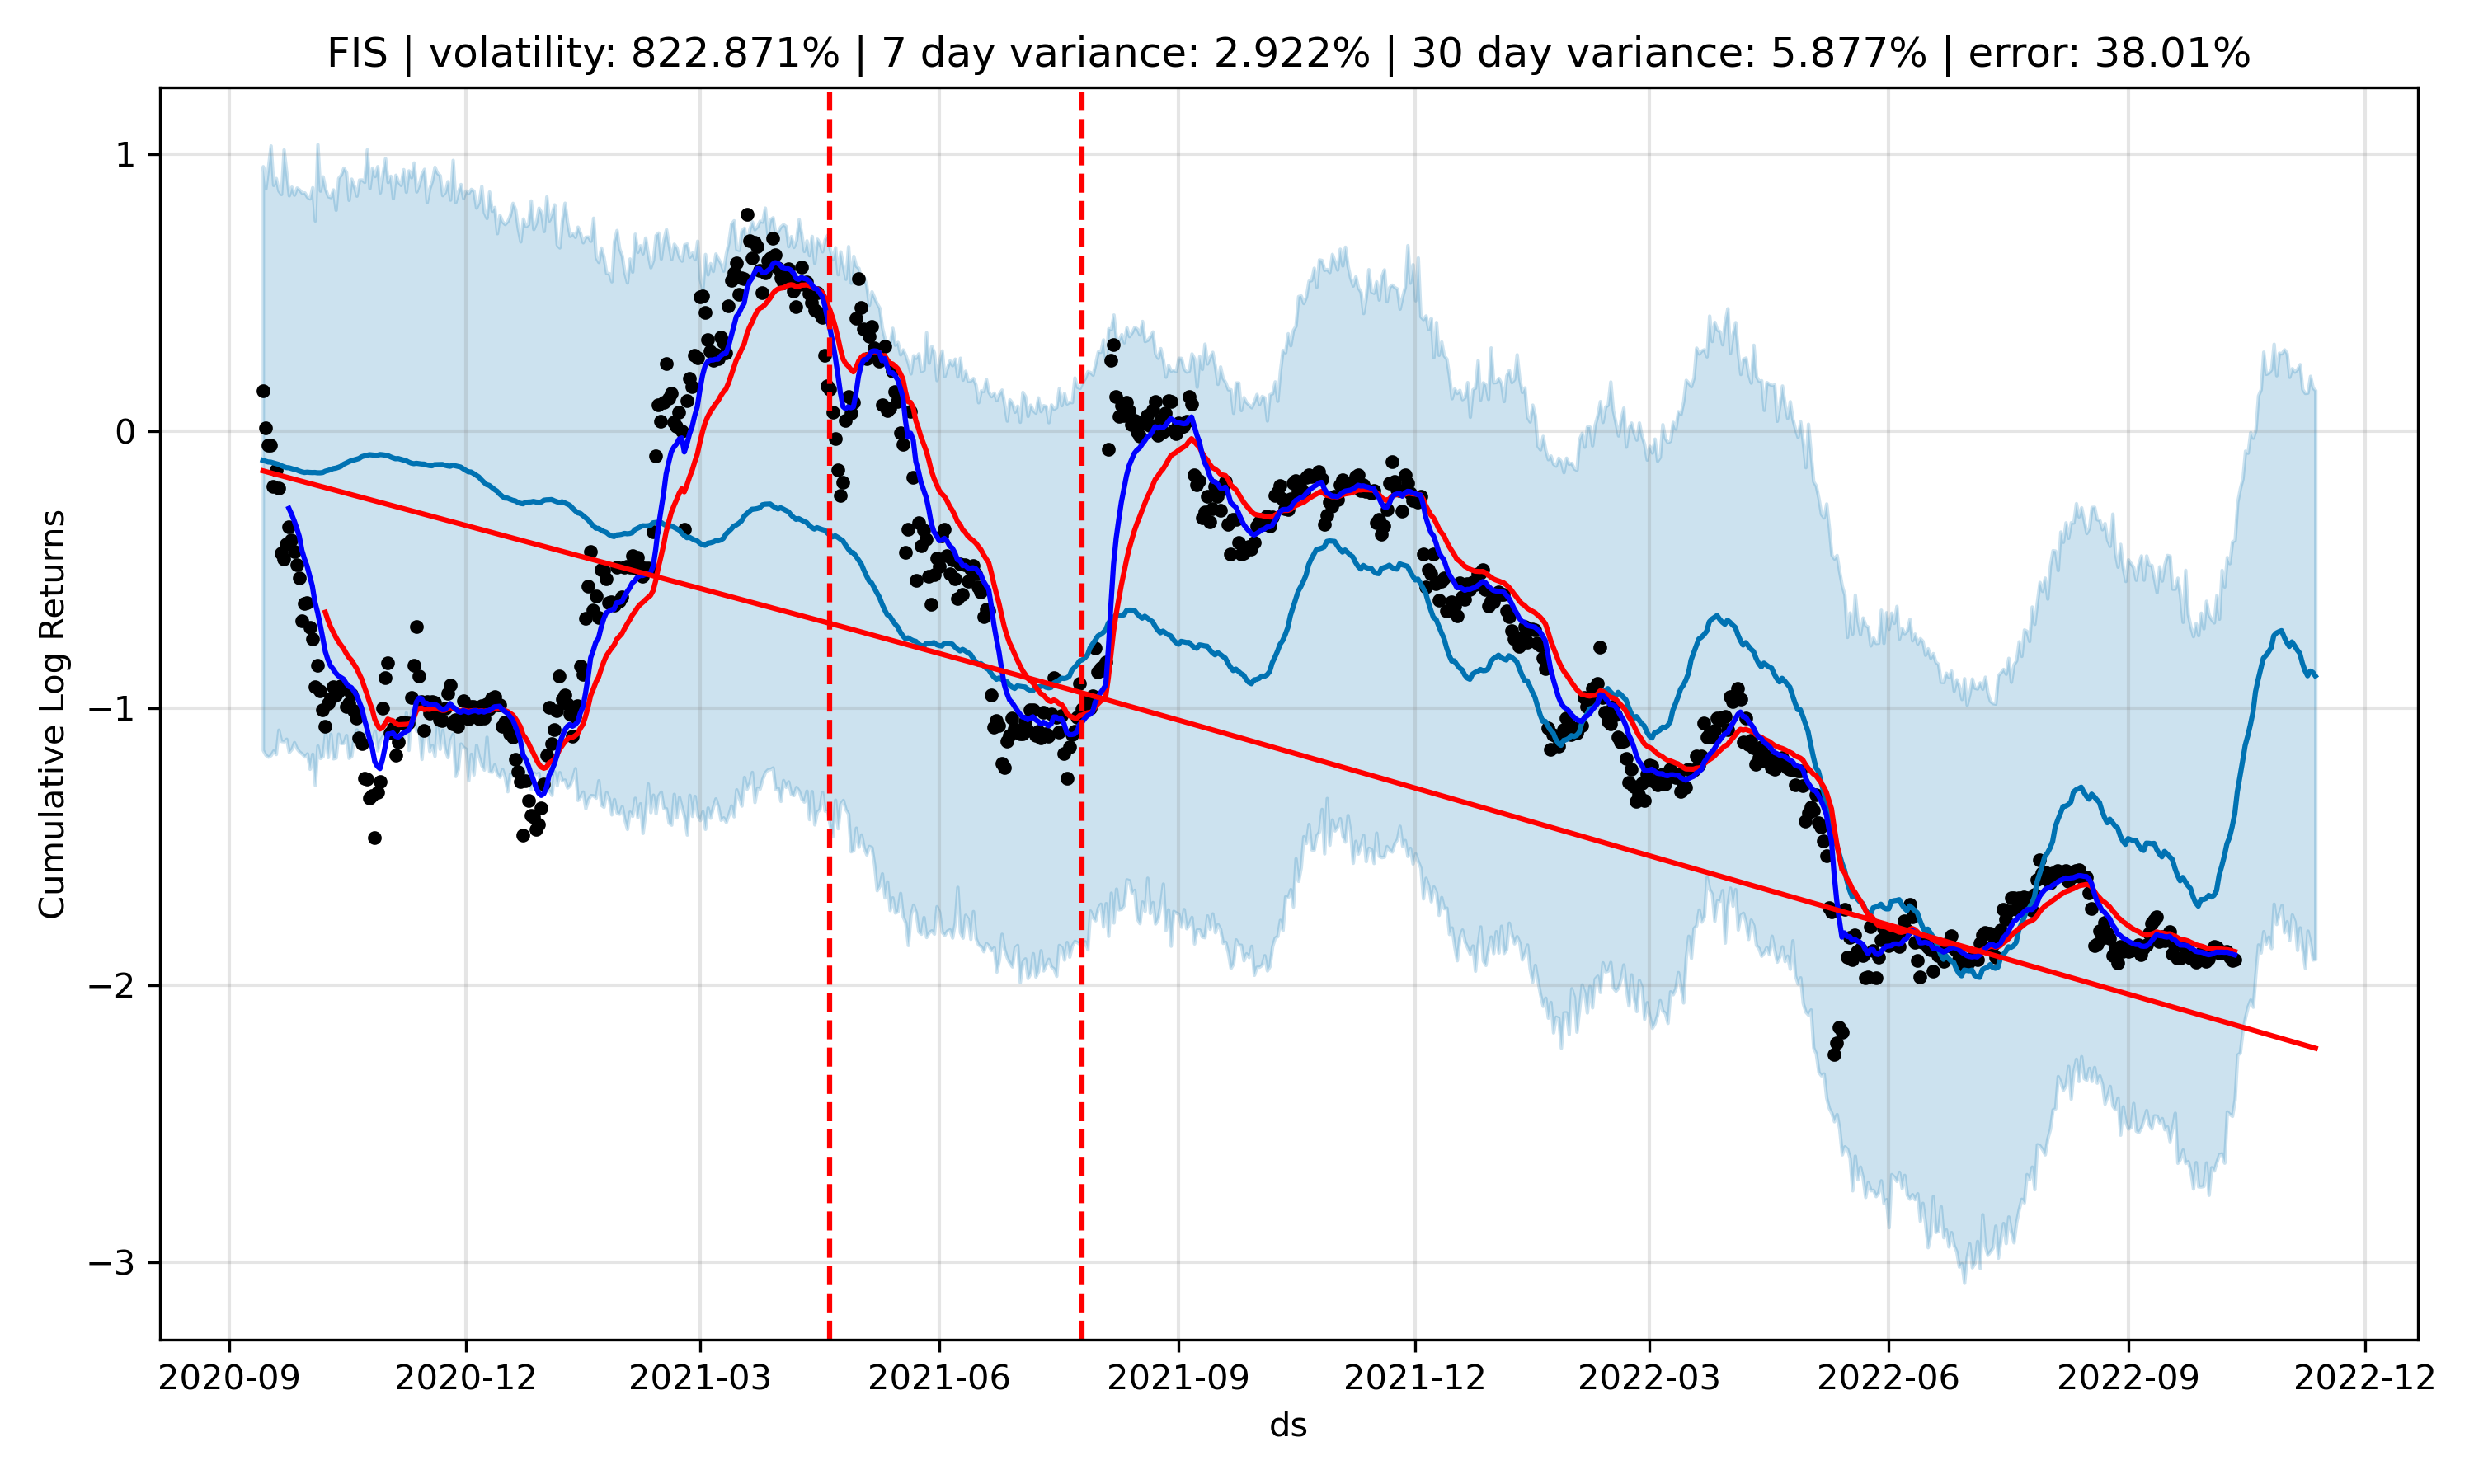 FIS | volatility: 822.871% | 7 day variance: 2.922% | 30 day variance: 5.877% | error: 38.01%
Cumulative Log Returns
1
0
−1
−2
−3
2020-09 2020-12 2021-03 2021-06 2021-09 2021-12 2022-03 2022-06 2022-09 2022-12
ds